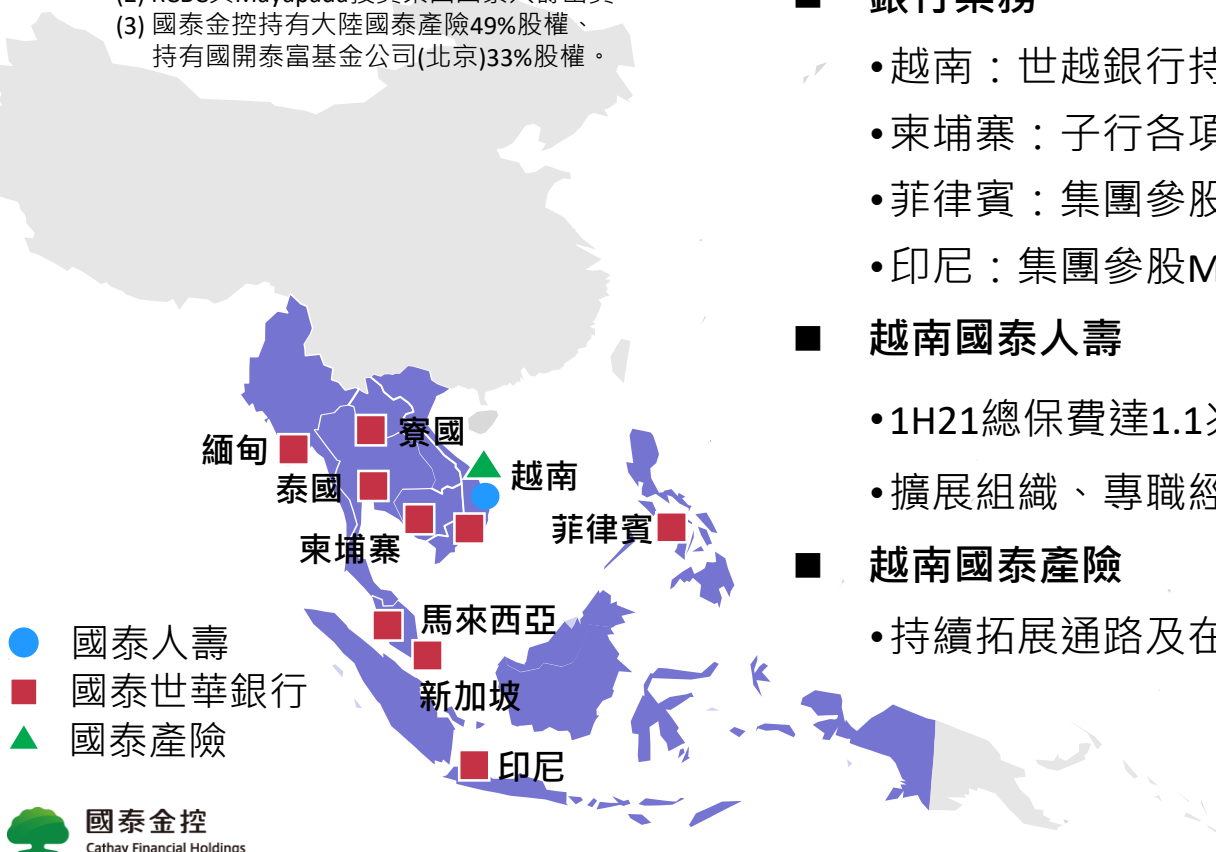 (3) 國泰金控持有大陸國泰產險49%股權、
持有國開泰富基金公司(北京)33%股權。
緬甸
寮國
泰國
越南
柬埔寨
菲律賓
馬來西亞
新加坡
印尼
國泰人壽
國泰世華銀行
國泰產險
國泰金控
Cathay Financial Holdings
銀行業務
•越南：世越銀行持
•柬埔寨：子行各項
•菲律賓：集團參股
•印尼：集團參股M
■ 越南國泰人壽
•1H21總保費達1.1
•擴展組織、專職經
■ 越南國泰產險
•持續拓展通路及在